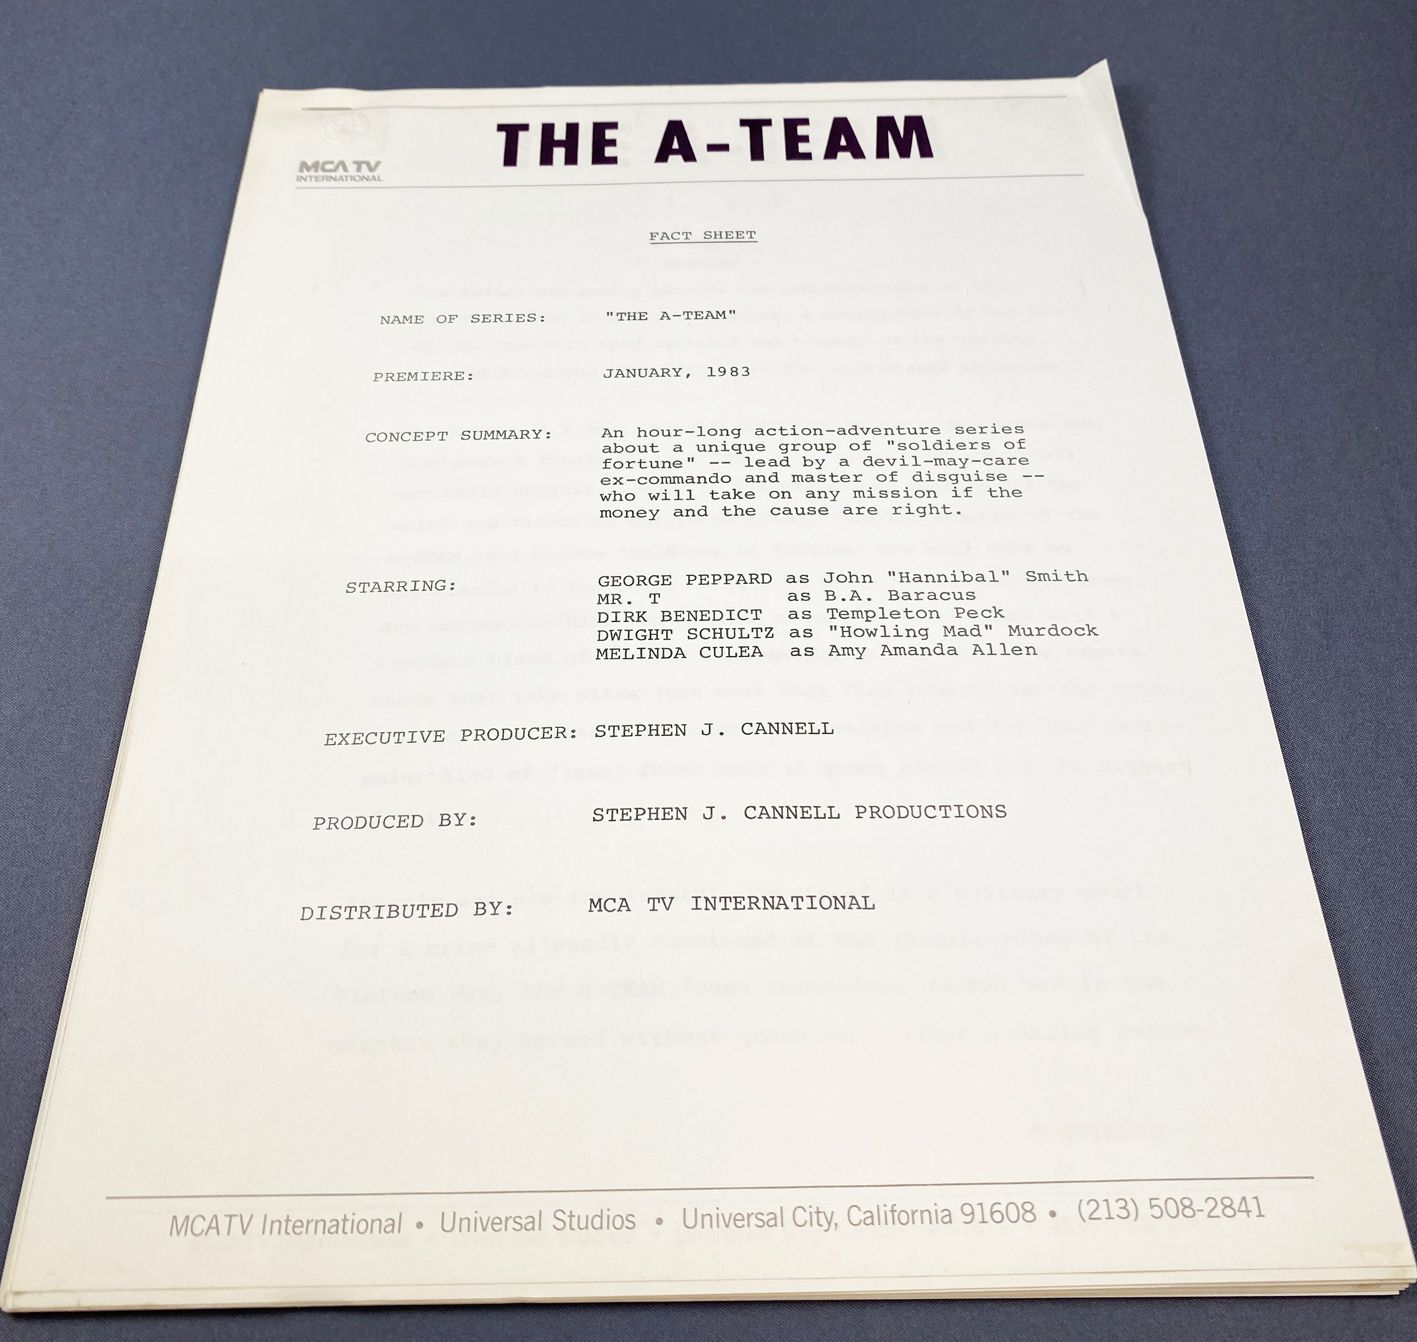 THE A-TEAM
MCA TV
INTERNATIONAL
FACT SHEET
NAME OF SERIES: "THE A-TEAM"
PREMIERE: JANUARY, 1983
CONCEPT SUMMARY: An hour-long action-adventure series
about a unique group of "soldiers of
fortune" -- lead by a devil-may-care
ex-commando and master of disguise --
who will take on any mission if the
money and the cause are right.
STARRING: GEORGE PEPPARD as John "Hannibal" Smith
MR. T as B.A. Baracus
DIRK BENEDICT as Templeton Peck
DWIGHT SCHULTZ as "Howling Mad" Murdock
MELINDA CULEA as Amy Amanda Allen
EXECUTIVE PRODUCER: STEPHEN J. CANNELL
PRODUCED BY: STEPHEN J. CANNELL PRODUCTIONS
DISTRIBUTED BY: MCA TV INTERNATIONAL
CONTINUED
MCA TV International • Universal Studios • Universal City, California 91608 • (213) 508-2841